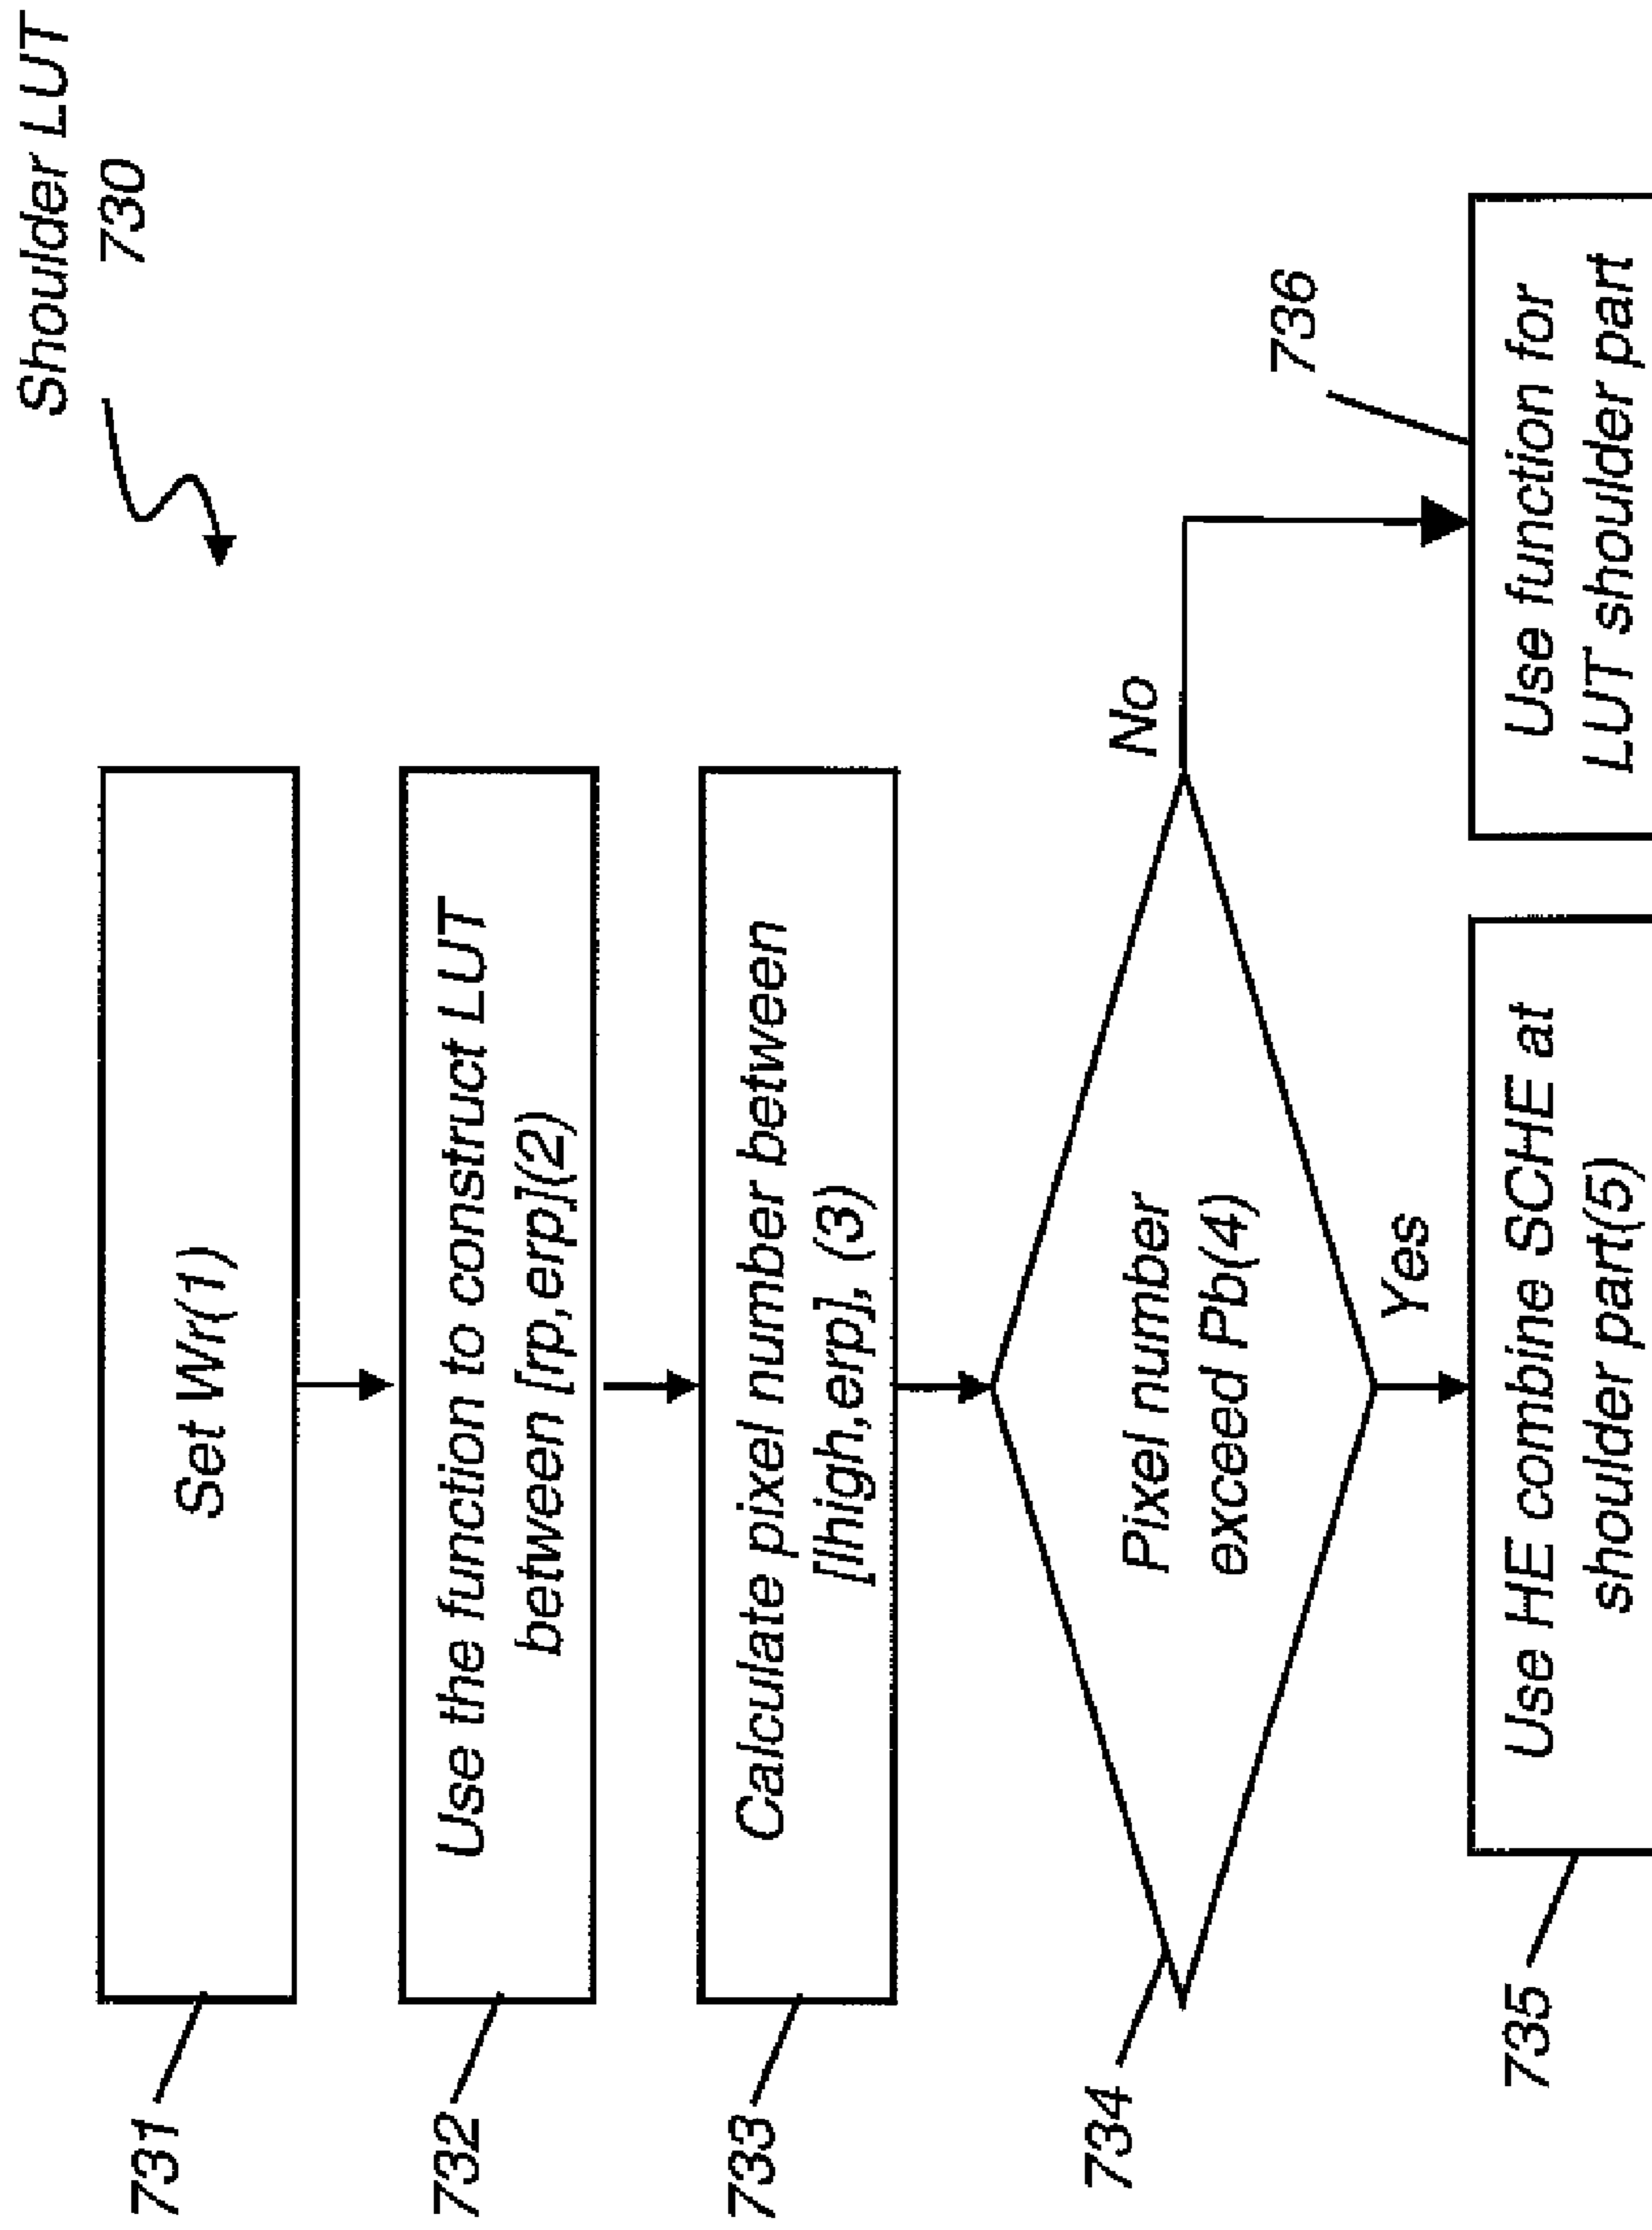 Shoulder LUT
730
731
Set Wr(1)
732
Use the function to construct LUT
between [rp,erp](2)
733
Calculate pixel number between
[Ihigh,erp], (3)
734
Pixel number
exceed Pb(4)
No
Yes
735
Use HE combine SCHE at
shoulder part(5)
736
Use function for
LUT shoulder part